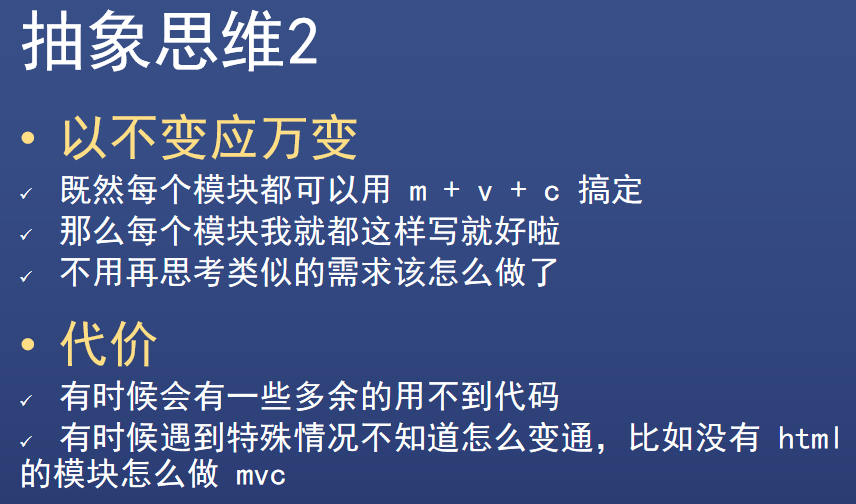 抽象思维2
• 以不变应万变
✓ 既然每个模块都可以用 m + v + c 搞定
✓ 那么每个模块我就都这样写就好啦
✓ 不用再思考类似的需求该怎么做了
• 代价
✓ 有时候会有一些多余的用不到代码
✓ 有时候遇到特殊情况不知道怎么变通，比如没有 html
的模块怎么做 mvc